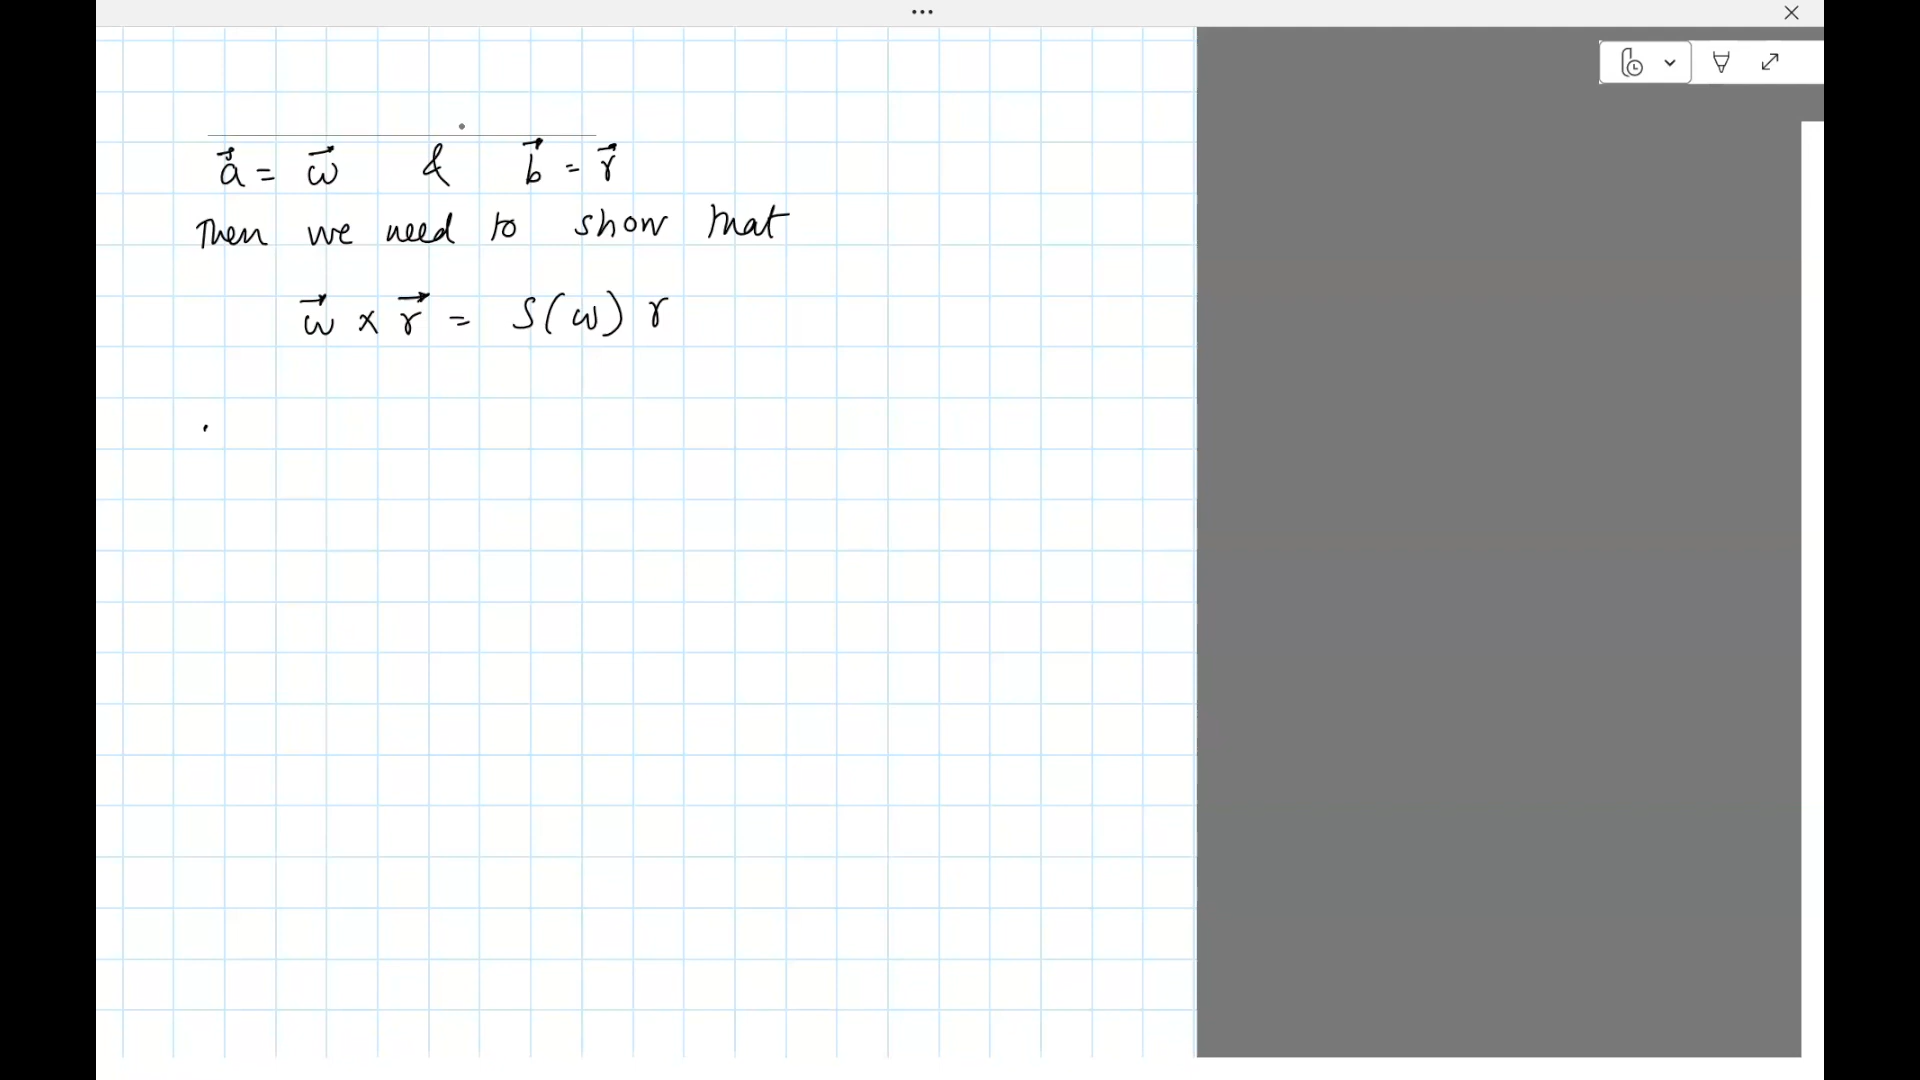 a⃗ = ω⃗ & b⃗ = r⃗
Then we need to show that
ω⃗ × r⃗ = S(ω) r